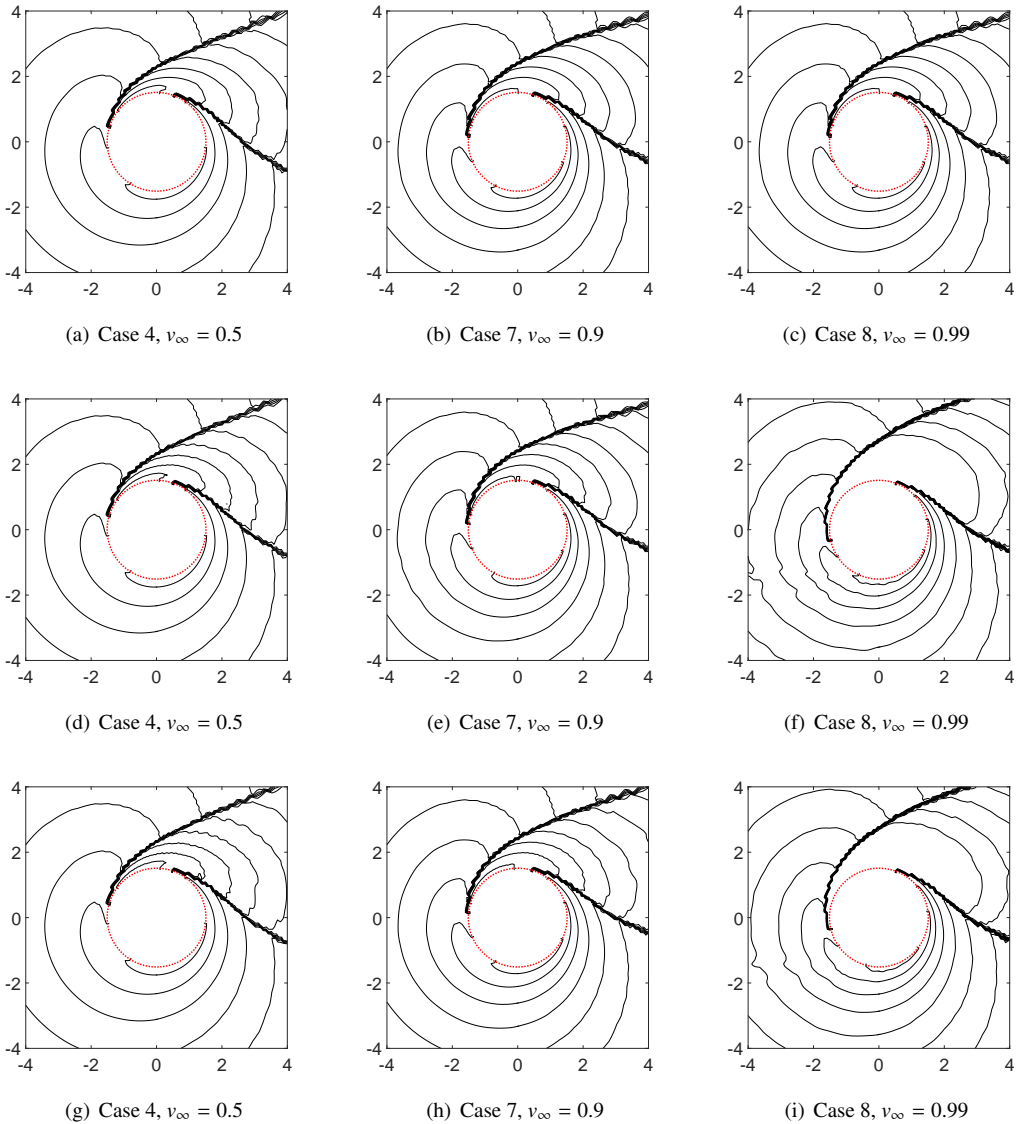 4
2
0
-2
-4
-4 -2 0 2 4
4
2
0
-2
-4
-4 -2 0 2 4
4
2
0
-2
-4
-4 -2 0 2 4
(a) Case 4, v∞ = 0.5
(b) Case 7, v∞ = 0.9
(c) Case 8, v∞ = 0.99
4
2
0
-2
-4
-4 -2 0 2 4
4
2
0
-2
-4
-4 -2 0 2 4
4
2
0
-2
-4
-4 -2 0 2 4
(d) Case 4, v∞ = 0.5
(e) Case 7, v∞ = 0.9
(f) Case 8, v∞ = 0.99
4
2
0
-2
-4
-4 -2 0 2 4
4
2
0
-2
-4
-4 -2 0 2 4
4
2
0
-2
-4
-4 -2 0 2 4
(g) Case 4, v∞ = 0.5
(h) Case 7, v∞ = 0.9
(i) Case 8, v∞ = 0.99